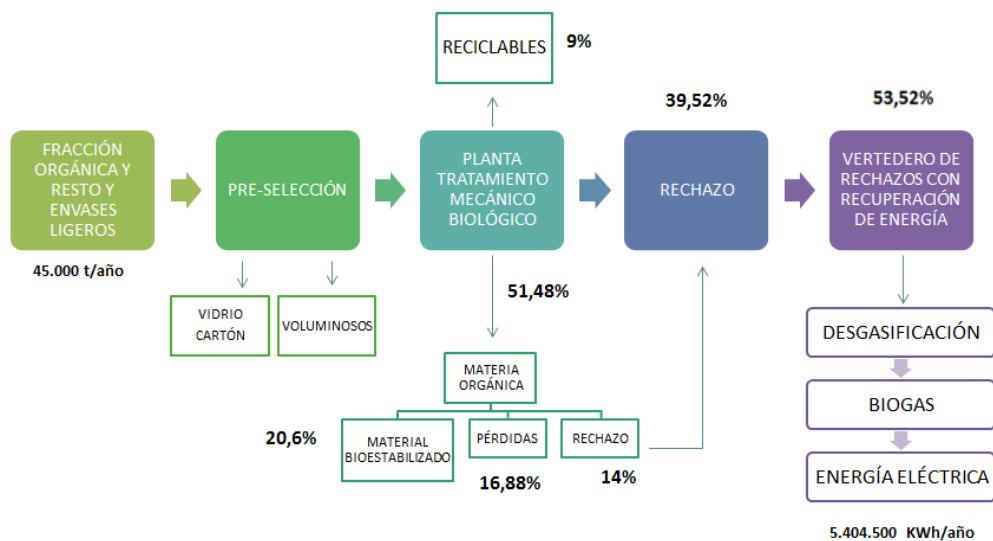 RECICLABLES
9%
39,52%
53,52%
FRACCIÓN
ORGÁNICA Y
RESTO Y
ENVASES
LIGEROS
PRE-SELECCIÓN
PLANTA
TRATAMIENTO
MECÁNICO
BIOLÓGICO
RECHAZO
VERTEDERO DE
RECHAZOS CON
RECUPERACIÓN
DE ENERGÍA
45.000 t/año
51,48%
VIDRIO
CARTÓN
VOLUMINOSOS
DESGASIFICACIÓN
MATERIA
ORGÁNICA
BIOGAS
20,6%
MATERIAL
BIOESTABILIZADO
PÉRDIDAS
RECHAZO
16,88%
14%
ENERGÍA ELÉCTRICA
5.404.500 KWh/año